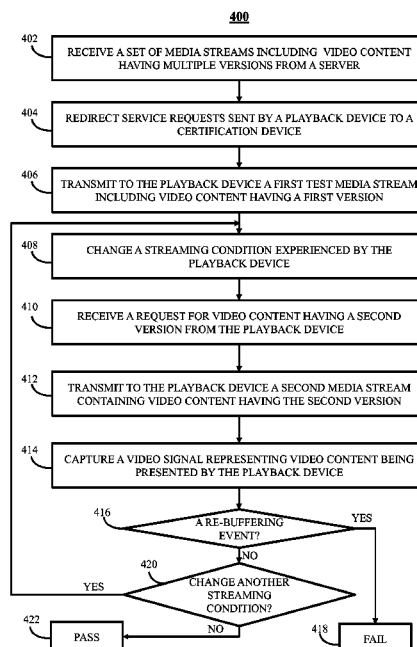 400
402
RECEIVE A SET OF MEDIA STREAMS INCLUDING VIDEO CONTENT
HAVING MULTIPLE VERSIONS FROM A SERVER
404
REDIRECT SERVICE REQUESTS SENT BY A PLAYBACK DEVICE TO A
CERTIFICATION DEVICE
406
TRANSMIT TO THE PLAYBACK DEVICE A FIRST TEST MEDIA STREAM
INCLUDING VIDEO CONTENT HAVING A FIRST VERSION
408
CHANGE A STREAMING CONDITION EXPERIENCED BY THE
PLAYBACK DEVICE
410
RECEIVE A REQUEST FOR VIDEO CONTENT HAVING A SECOND
VERSION FROM THE PLAYBACK DEVICE
412
TRANSMIT TO THE PLAYBACK DEVICE A SECOND MEDIA STREAM
CONTAINING VIDEO CONTENT HAVING THE SECOND VERSION
414
CAPTURE A VIDEO SIGNAL REPRESENTING VIDEO CONTENT BEING
PRESENTED BY THE PLAYBACK DEVICE
416
A RE-BUFFERING
EVENT?
YES
NO
420
CHANGE ANOTHER
STREAMING
CONDITION?
YES
NO
422
PASS
418
FAIL